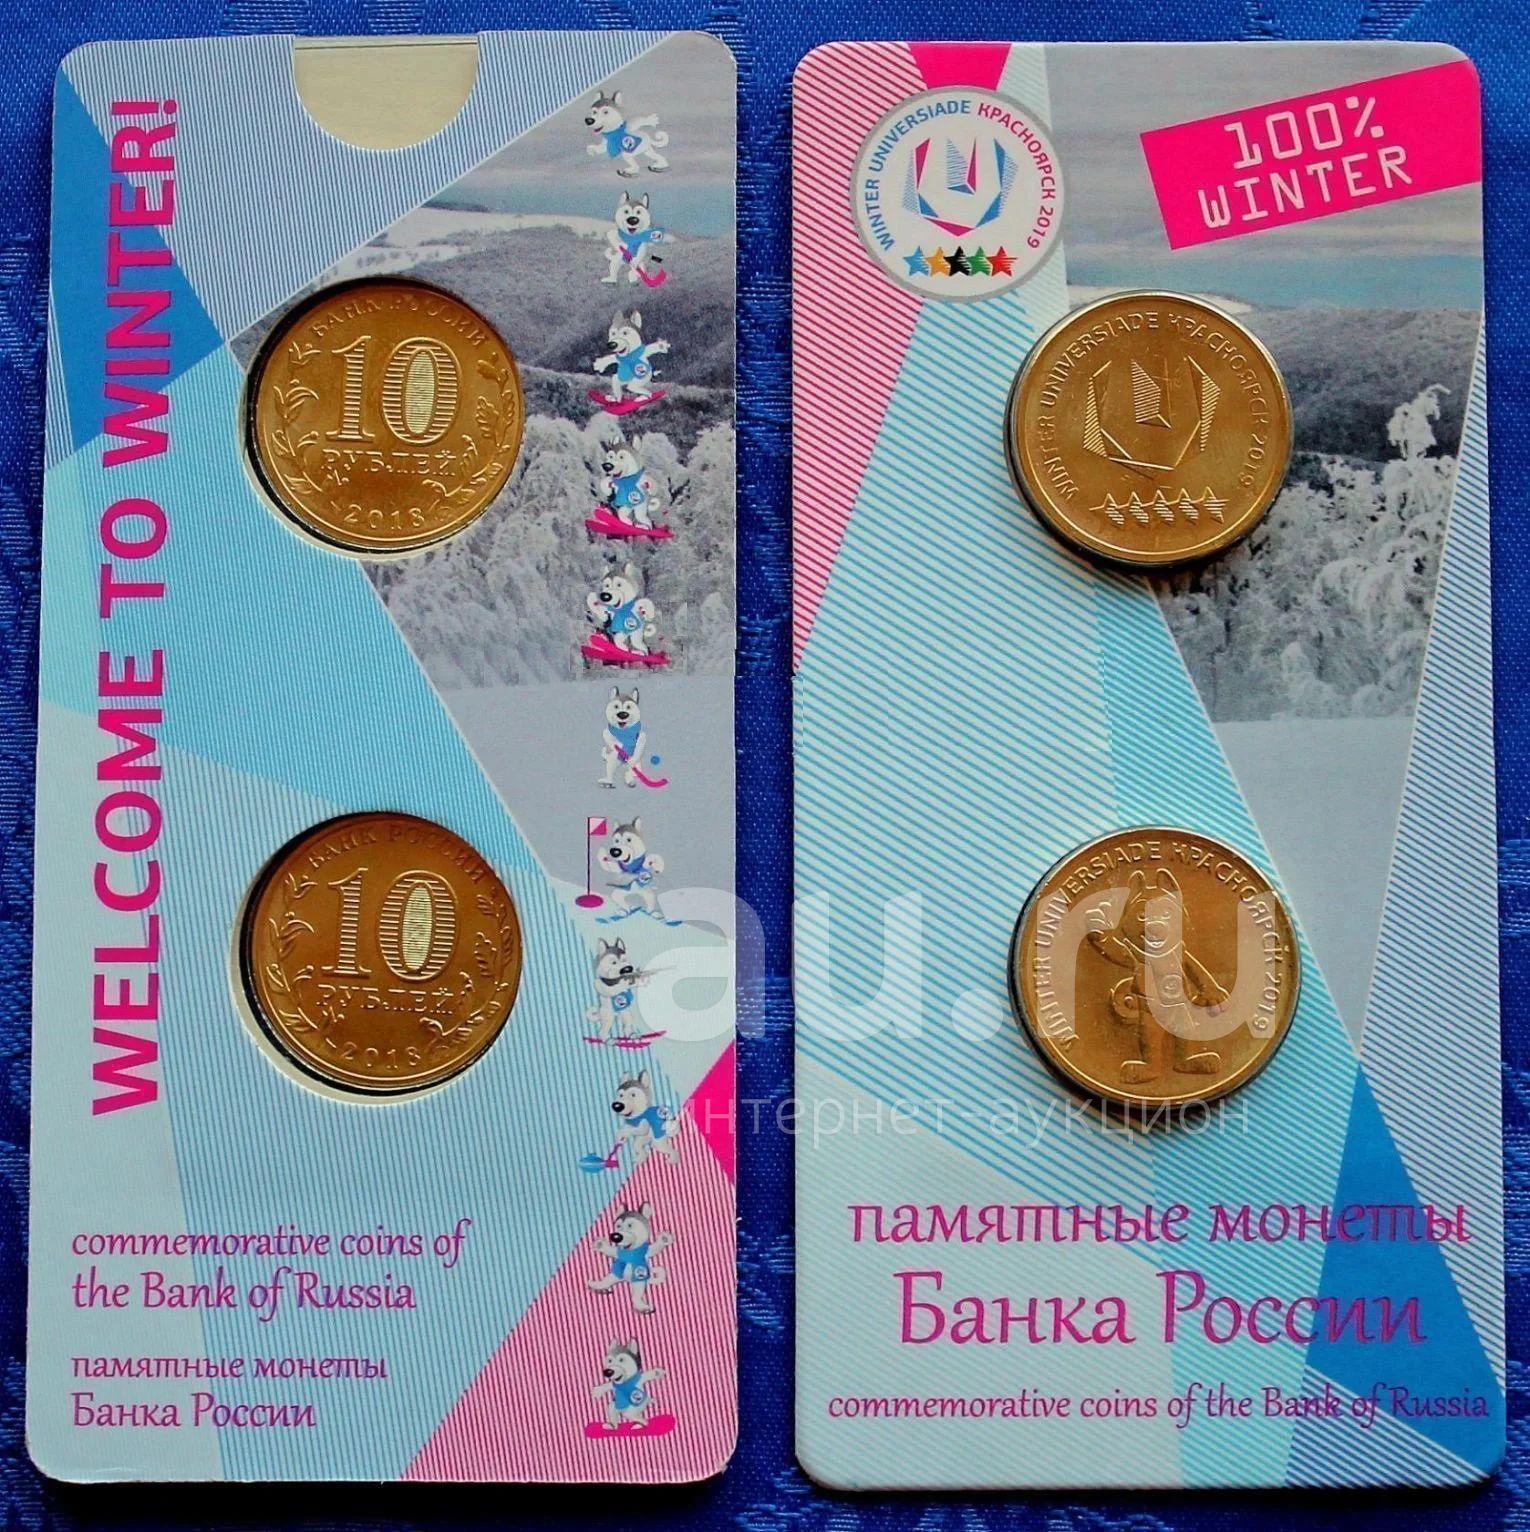 WELCOME TO WINTER!
БАНК РОССИИ
10
РУБЛЕЙ
2018
БАНК РОССИИ
10
РУБЛЕЙ
2018
commemorative coins of
the Bank of Russia
памятные монеты
Банка России
WINTER UNIVERSIADE КРАСНОЯРСК 2019
100%
WINTER
WINTER UNIVERSIADE КРАСНОЯРСК 2019
WINTER UNIVERSIADE КРАСНОЯРСК 2019
au.ru
интернет-аукцион
памятные монеты
Банка России
commemorative coins of the Bank of Russia